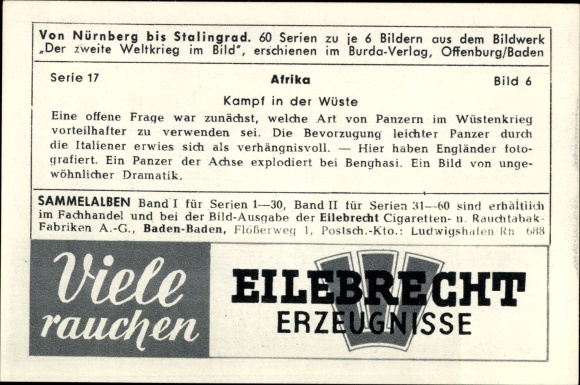 Von Nürnberg bis Stalingrad. 60 Serien zu je 6 Bildern aus dem Bildwerk
„Der zweite Weltkrieg im Bild", erschienen im Burda-Verlag, Offenburg/Baden
Serie 17 Afrika Bild 6
Kampf in der Wüste
Eine offene Frage war zunächst, welche Art von Panzern im Wüstenkrieg
vorteilhafter zu verwenden sei. Die Bevorzugung leichter Panzer durch
die Italiener erwies sich als verhängnisvoll. — Hier haben Engländer foto-
grafiert. Ein Panzer der Achse explodiert bei Benghasi. Ein Bild von unge-
wöhnlicher Dramatik.
SAMMELALBEN Band I für Serien 1—30, Band II für Serien 31—60 sind erhältlich
im Fachhandel und bei der Bild-Ausgabe der Eilebrecht Cigaretten- u. Rauchtabak-
Fabriken A.-G., Baden-Baden, Flößerweg 1, Postsch.-Kto.: Ludwigshafen Rh 688
Viele
rauchen
EILEBRECHT
ERZEUGNISSE